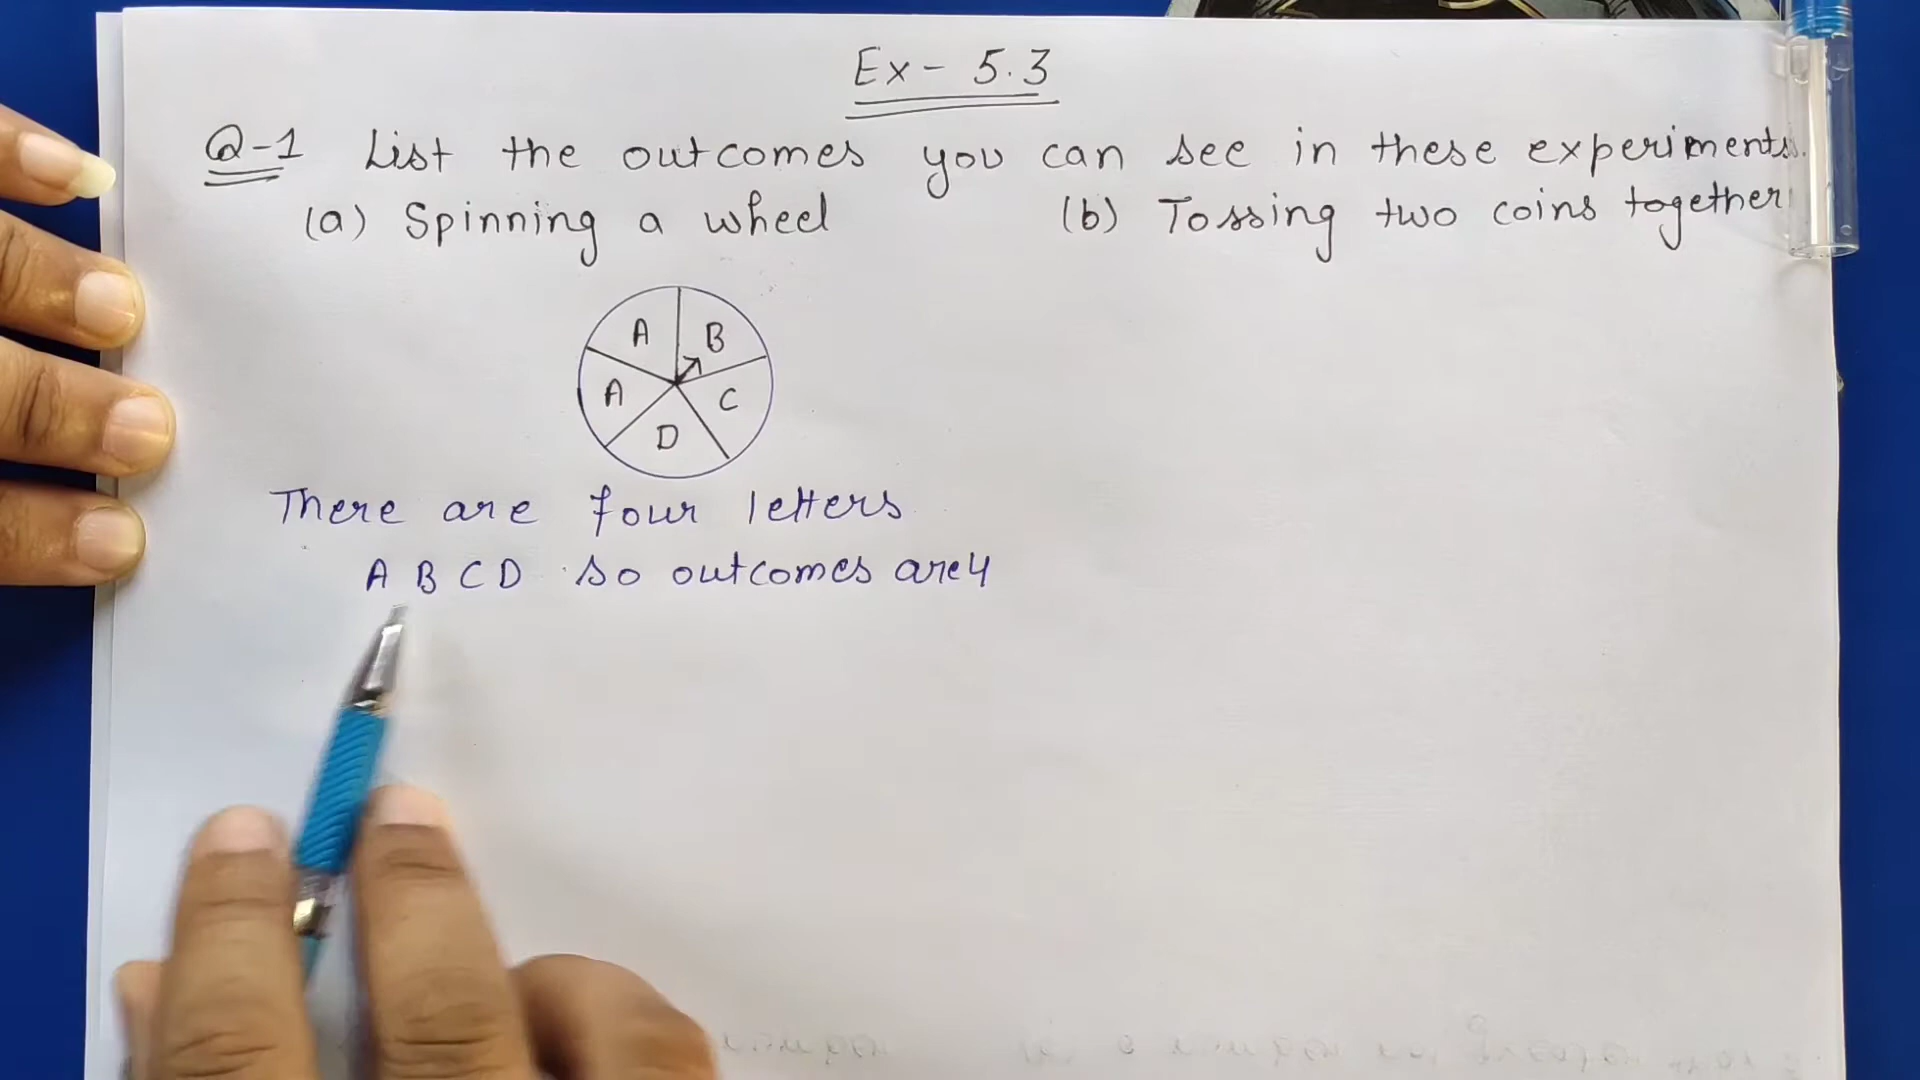 Ex- 5.3
Q-1 List the outcomes you can see in these experiments.
(a) Spinning a wheel (b) Tossing two coins together
A B
A C
D
There are four letters
A B C D so outcomes are 4